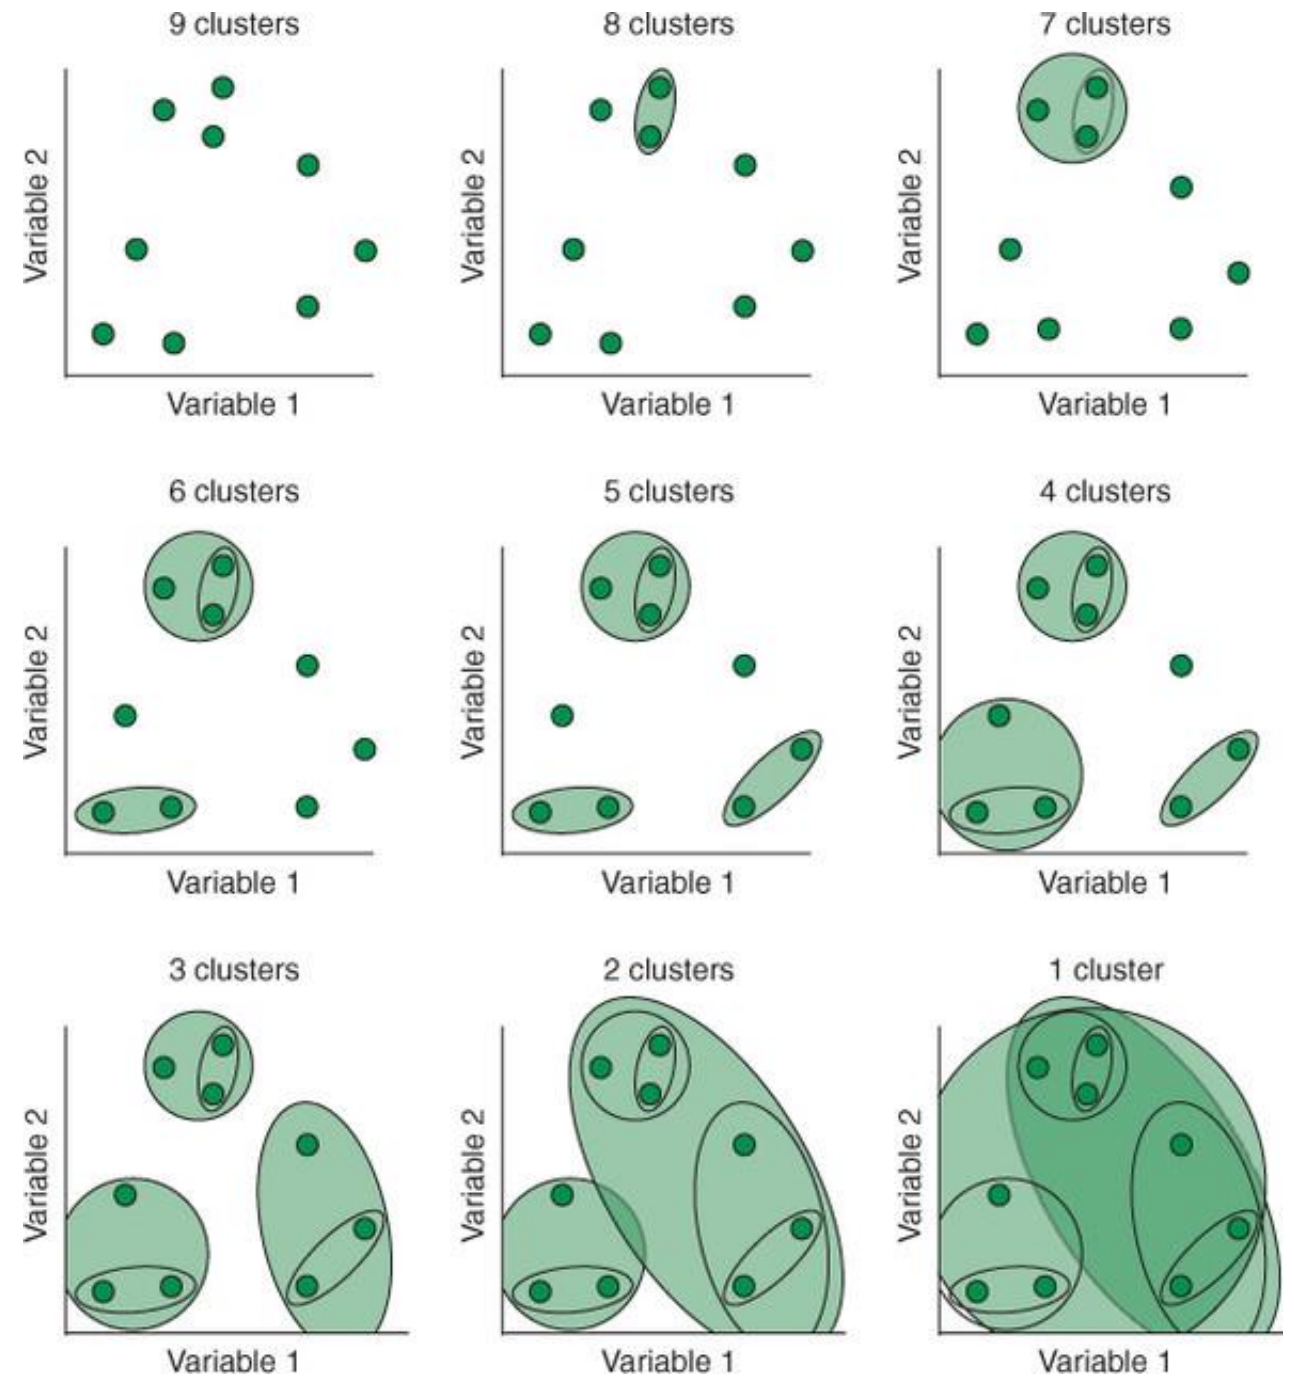 9 clusters
8 clusters
7 clusters
Variable 2
Variable 2
Variable 2
Variable 1
Variable 1
Variable 1
6 clusters
5 clusters
4 clusters
Variable 2
Variable 2
Variable 2
Variable 1
Variable 1
Variable 1
3 clusters
2 clusters
1 cluster
Variable 2
Variable 2
Variable 2
Variable 1
Variable 1
Variable 1